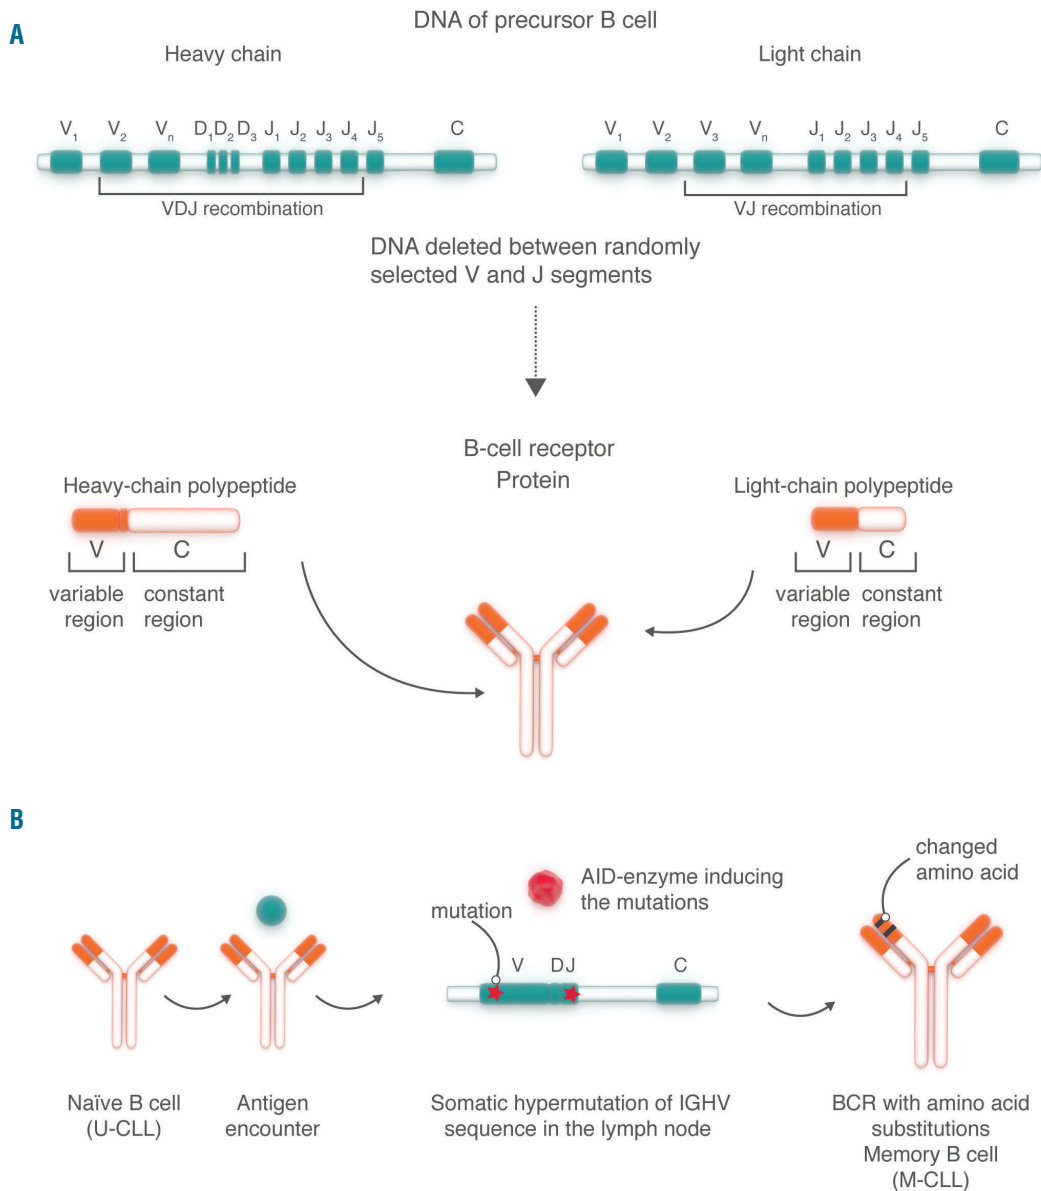 A
DNA of precursor B cell
Heavy chain
Light chain
V1 V2 Vn D1 D2 D3 J1 J2 J3 J4 J5 C
V1 V2 V3 Vn J1 J2 J3 J4 J5 C
VDJ recombination
VJ recombination
DNA deleted between randomly
selected V and J segments
B-cell receptor
Protein
Heavy-chain polypeptide
V C
variable
region
constant
region
Light-chain polypeptide
V C
variable
region
constant
region
B
changed
amino acid
AID-enzyme inducing
the mutations
mutation
V DJ C
Naïve B cell
(U-CLL)
Antigen
encounter
Somatic hypermutation of IGHV
sequence in the lymph node
BCR with amino acid
substitutions
Memory B cell
(M-CLL)